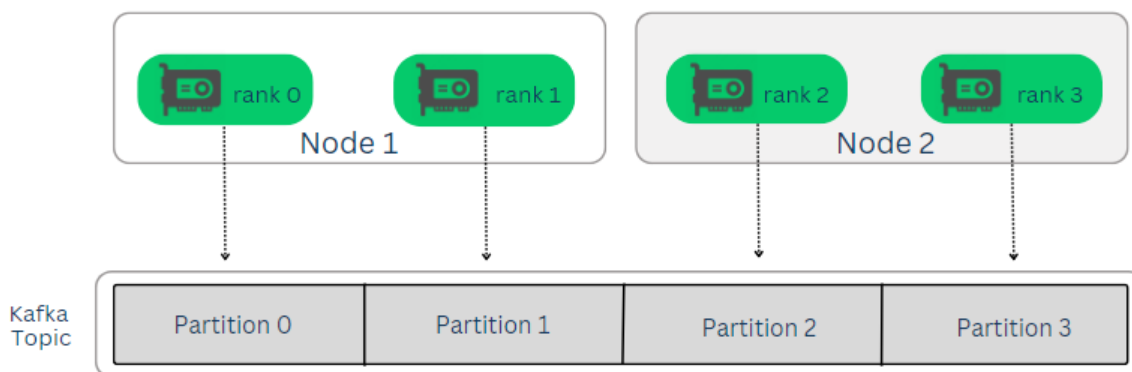 rank 0
rank 1
rank 2
rank 3
Node 1
Node 2
Kafka
Topic
Partition 0
Partition 1
Partition 2
Partition 3